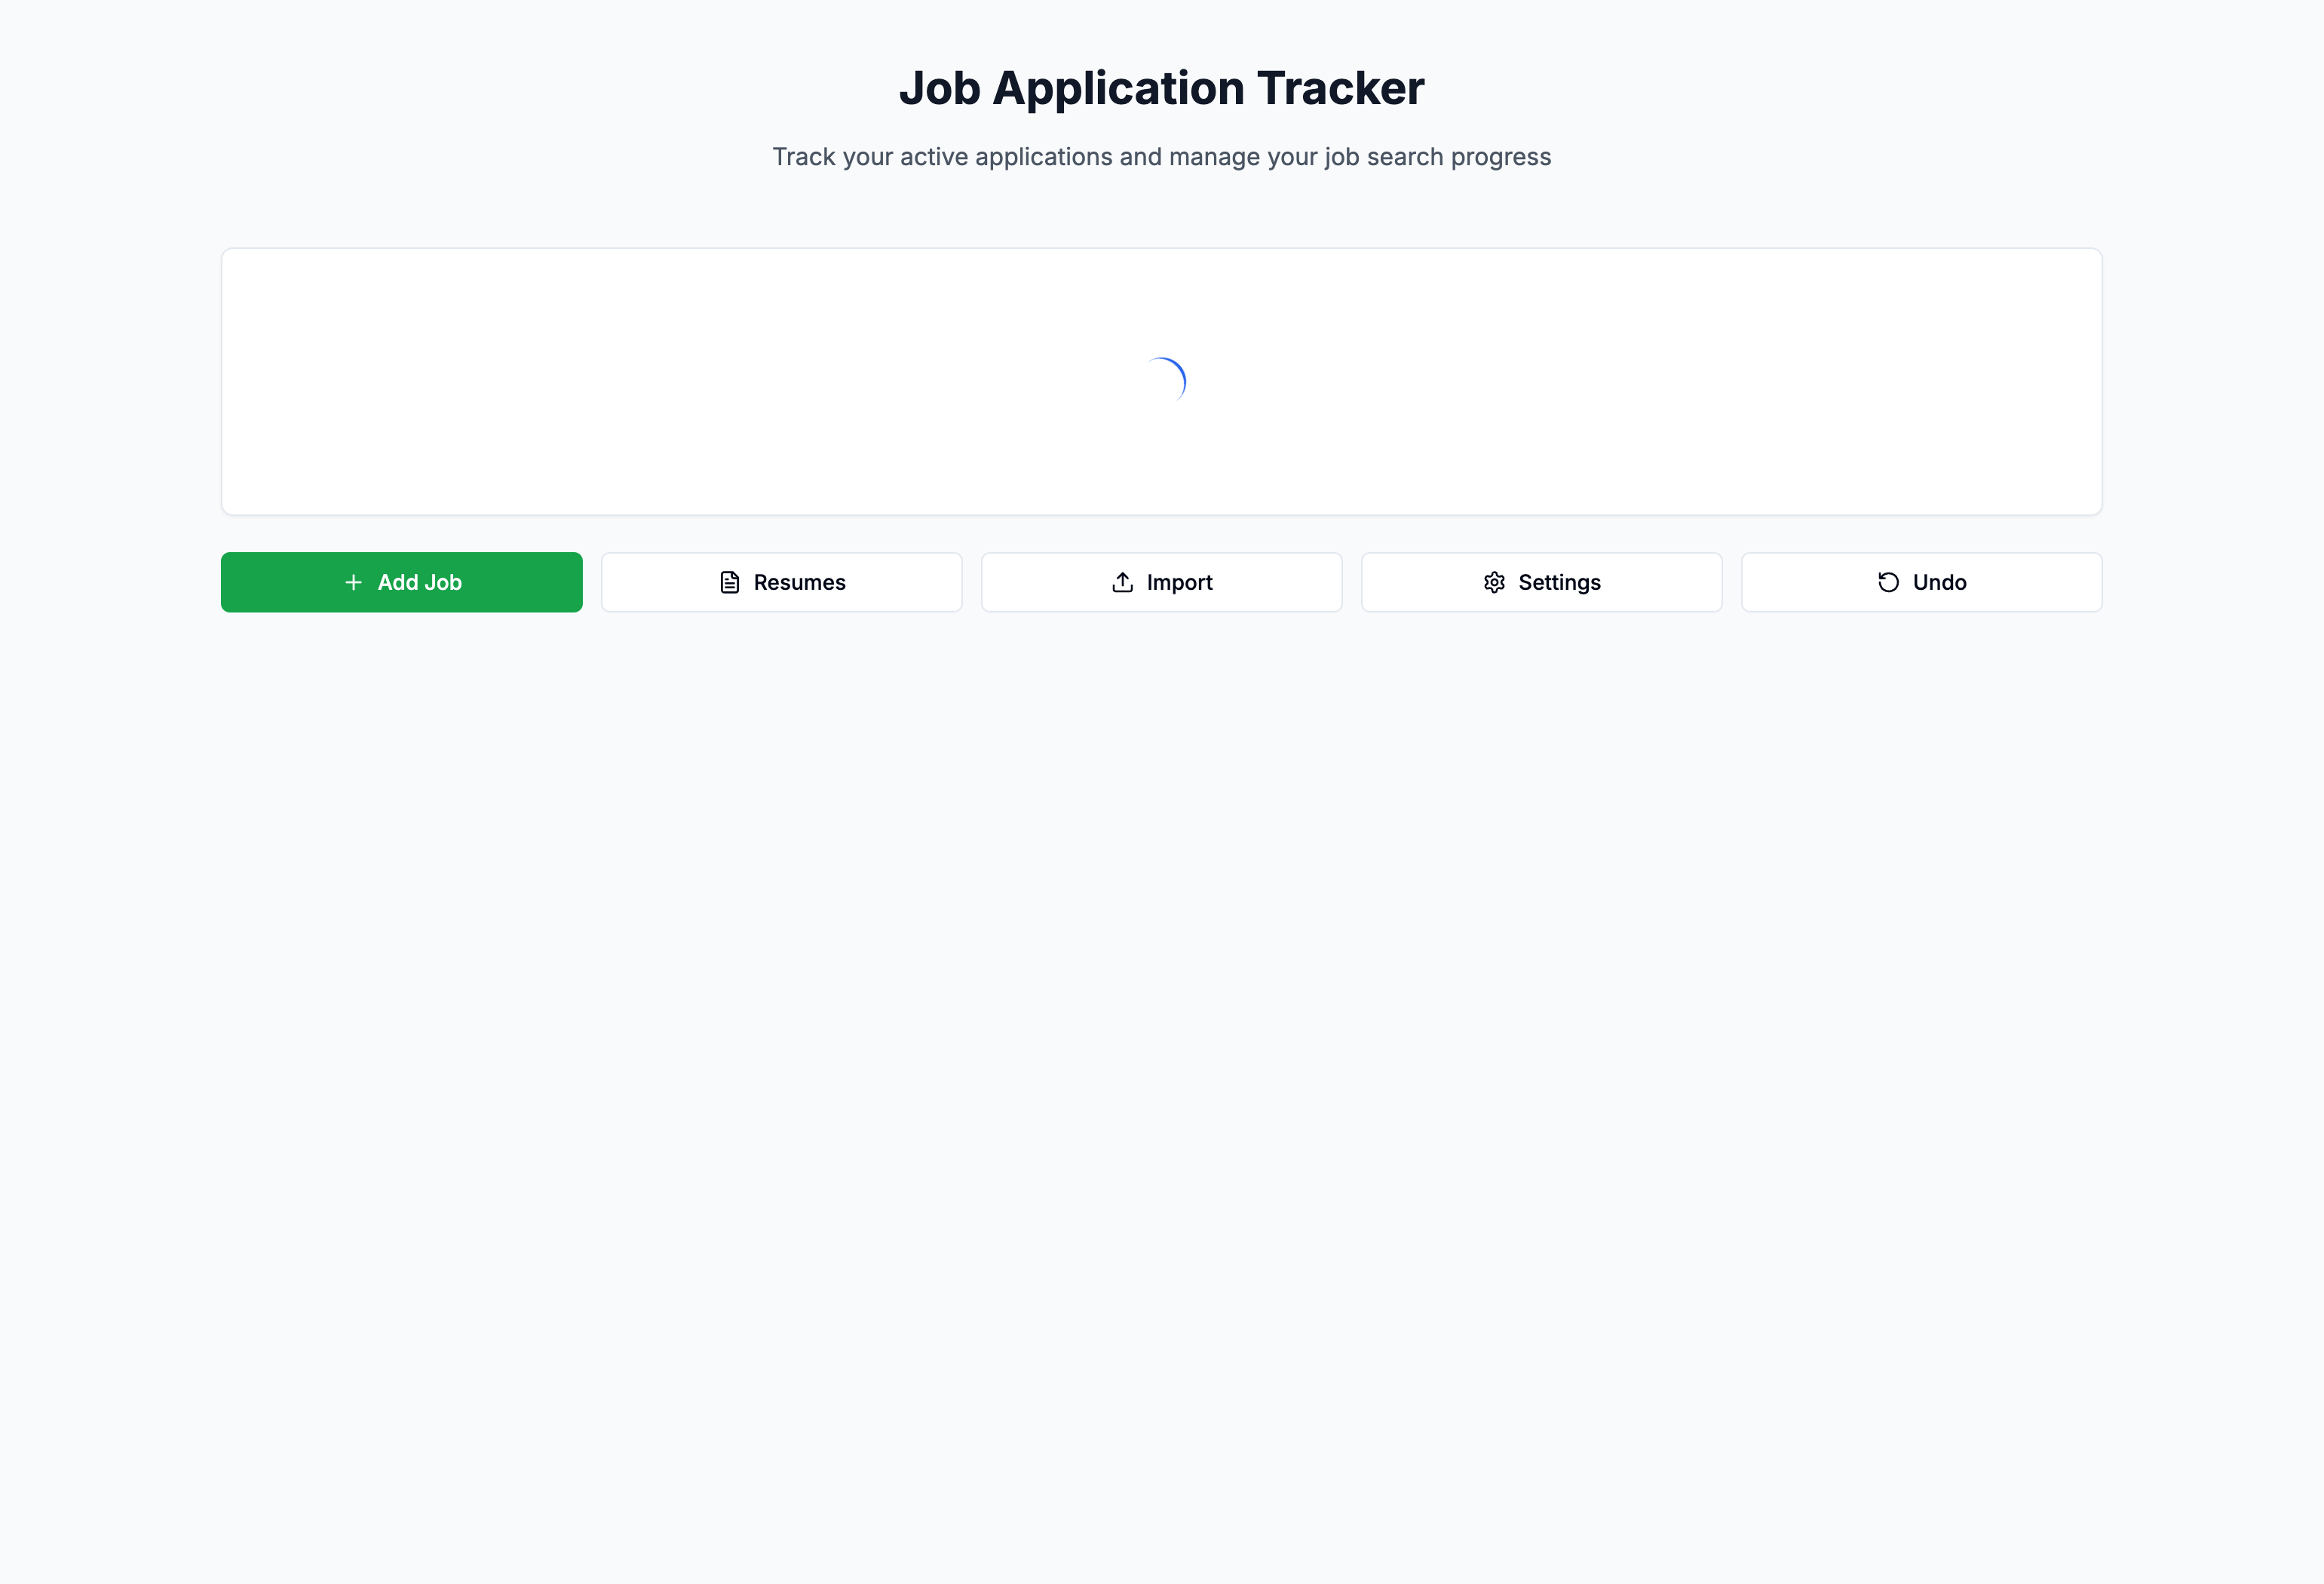 Job Application Tracker
Track your active applications and manage your job search progress
Add Job
Resumes
Import
Settings
Undo